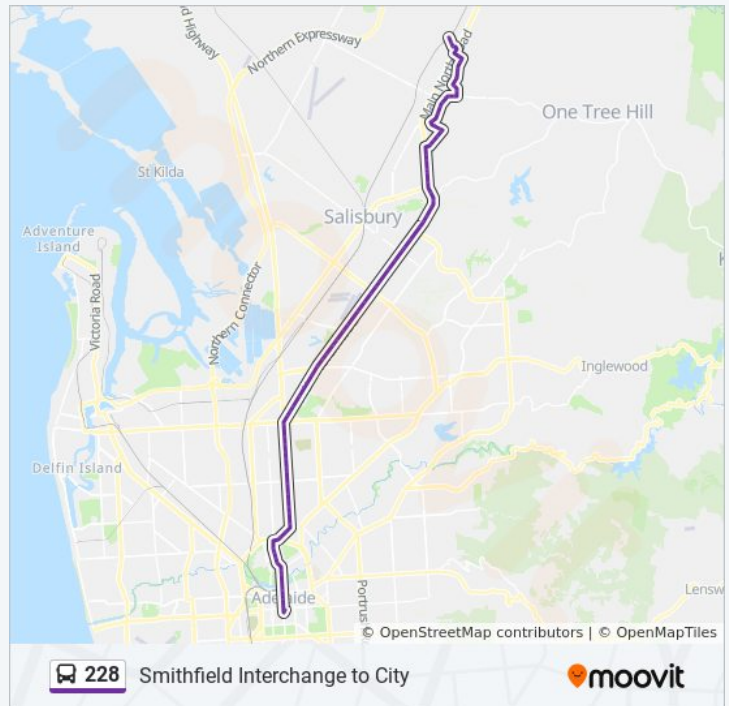 d Highway
Northern Expressway
Main North Road
One Tree Hill
St Kilda
Salisbury
Adventure
Island
Victoria Road
Northern Connector
Inglewood
Delfin Island
Adelaide
Portrus
Lensw
© OpenStreetMap contributors | © OpenMapTiles
228 Smithfield Interchange to City
moovit